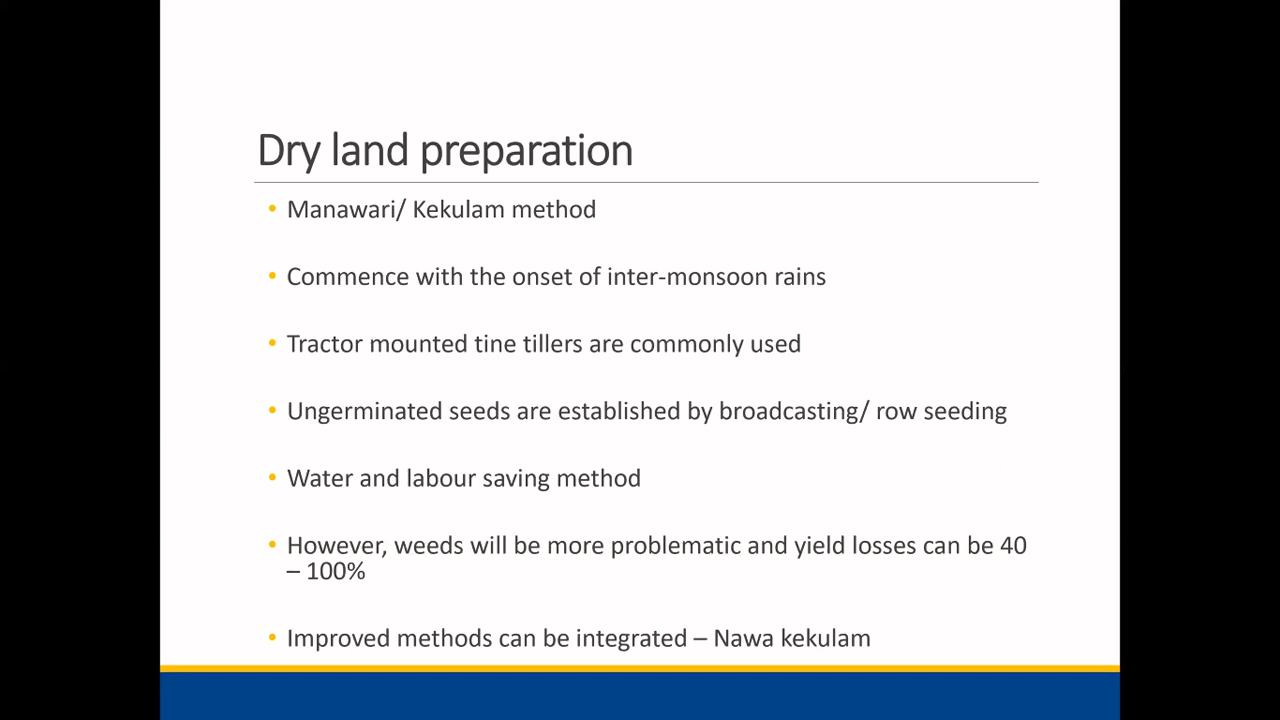 Dry land preparation
• Manawari/ Kekulam method
• Commence with the onset of inter-monsoon rains
• Tractor mounted tine tillers are commonly used
• Ungerminated seeds are established by broadcasting/ row seeding
• Water and labour saving method
• However, weeds will be more problematic and yield losses can be 40
– 100%
• Improved methods can be integrated – Nawa kekulam